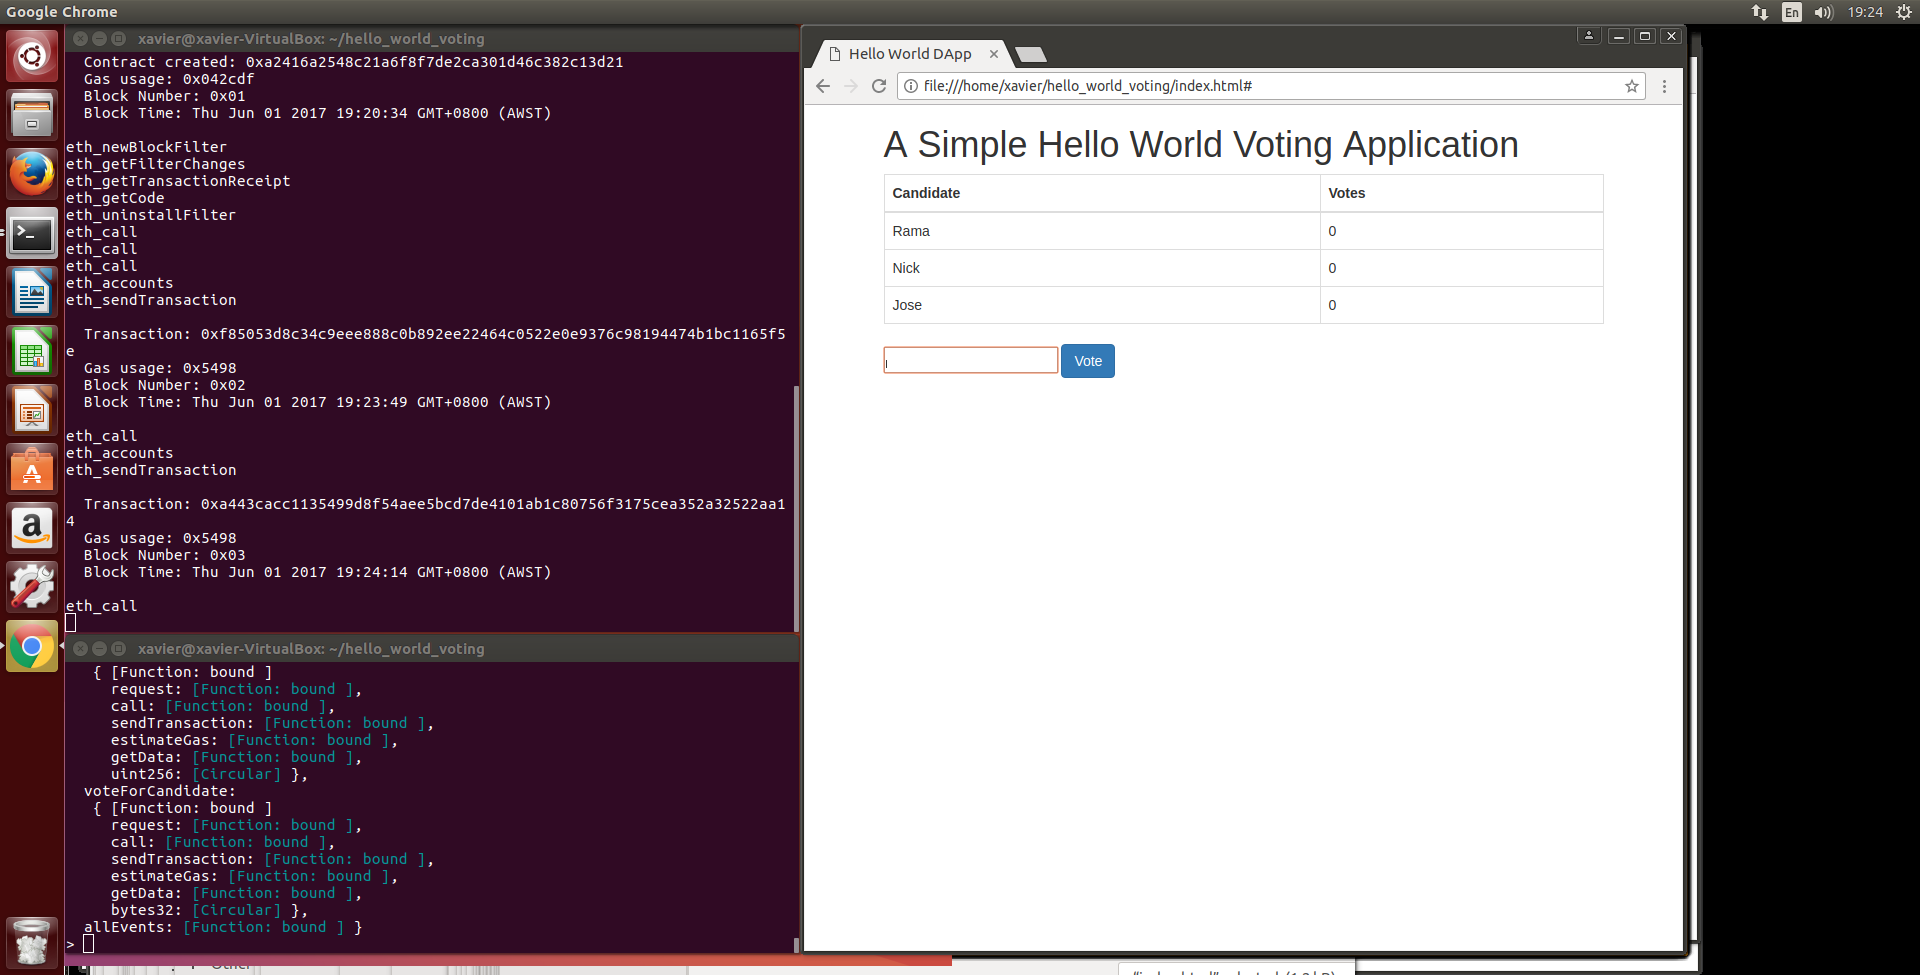 Google Chrome
En
19:24
xavier@xavier-VirtualBox: ~/hello_world_voting
Contract created: 0xa2416a2548c21a6f8f7de2ca301d46c382c13d21
Gas usage: 0x042cdf
Block Number: 0x01
Block Time: Thu Jun 01 2017 19:20:34 GMT+0800 (AWST)
eth_newBlockFilter
eth_getFilterChanges
eth_getTransactionReceipt
eth_getCode
eth_uninstallFilter
eth_call
eth_call
eth_call
eth_accounts
eth_sendTransaction
Transaction: 0xf85053d8c34c9eee888c0b892ee22464c0522e0e9376c98194474b1bc1165f5
e
Gas usage: 0x5498
Block Number: 0x02
Block Time: Thu Jun 01 2017 19:23:49 GMT+0800 (AWST)
eth_call
eth_accounts
eth_sendTransaction
Transaction: 0xa443cacc1135499d8f54aee5bcd7de4101ab1c80756f3175cea352a32522aa1
4
Gas usage: 0x5498
Block Number: 0x03
Block Time: Thu Jun 01 2017 19:24:14 GMT+0800 (AWST)
eth_call
xavier@xavier-VirtualBox: ~/hello_world_voting
{ [Function: bound ]
request: [Function: bound ],
call: [Function: bound ],
sendTransaction: [Function: bound ],
estimateGas: [Function: bound ],
getData: [Function: bound ],
uint256: [Circular] },
voteForCandidate:
{ [Function: bound ]
request: [Function: bound ],
call: [Function: bound ],
sendTransaction: [Function: bound ],
estimateGas: [Function: bound ],
getData: [Function: bound ],
bytes32: [Circular] },
allEvents: [Function: bound ] }
>
Hello World DApp
file:///home/xavier/hello_world_voting/index.html#
A Simple Hello World Voting Application
Candidate Votes
Rama 0
Nick 0
Jose 0
Vote